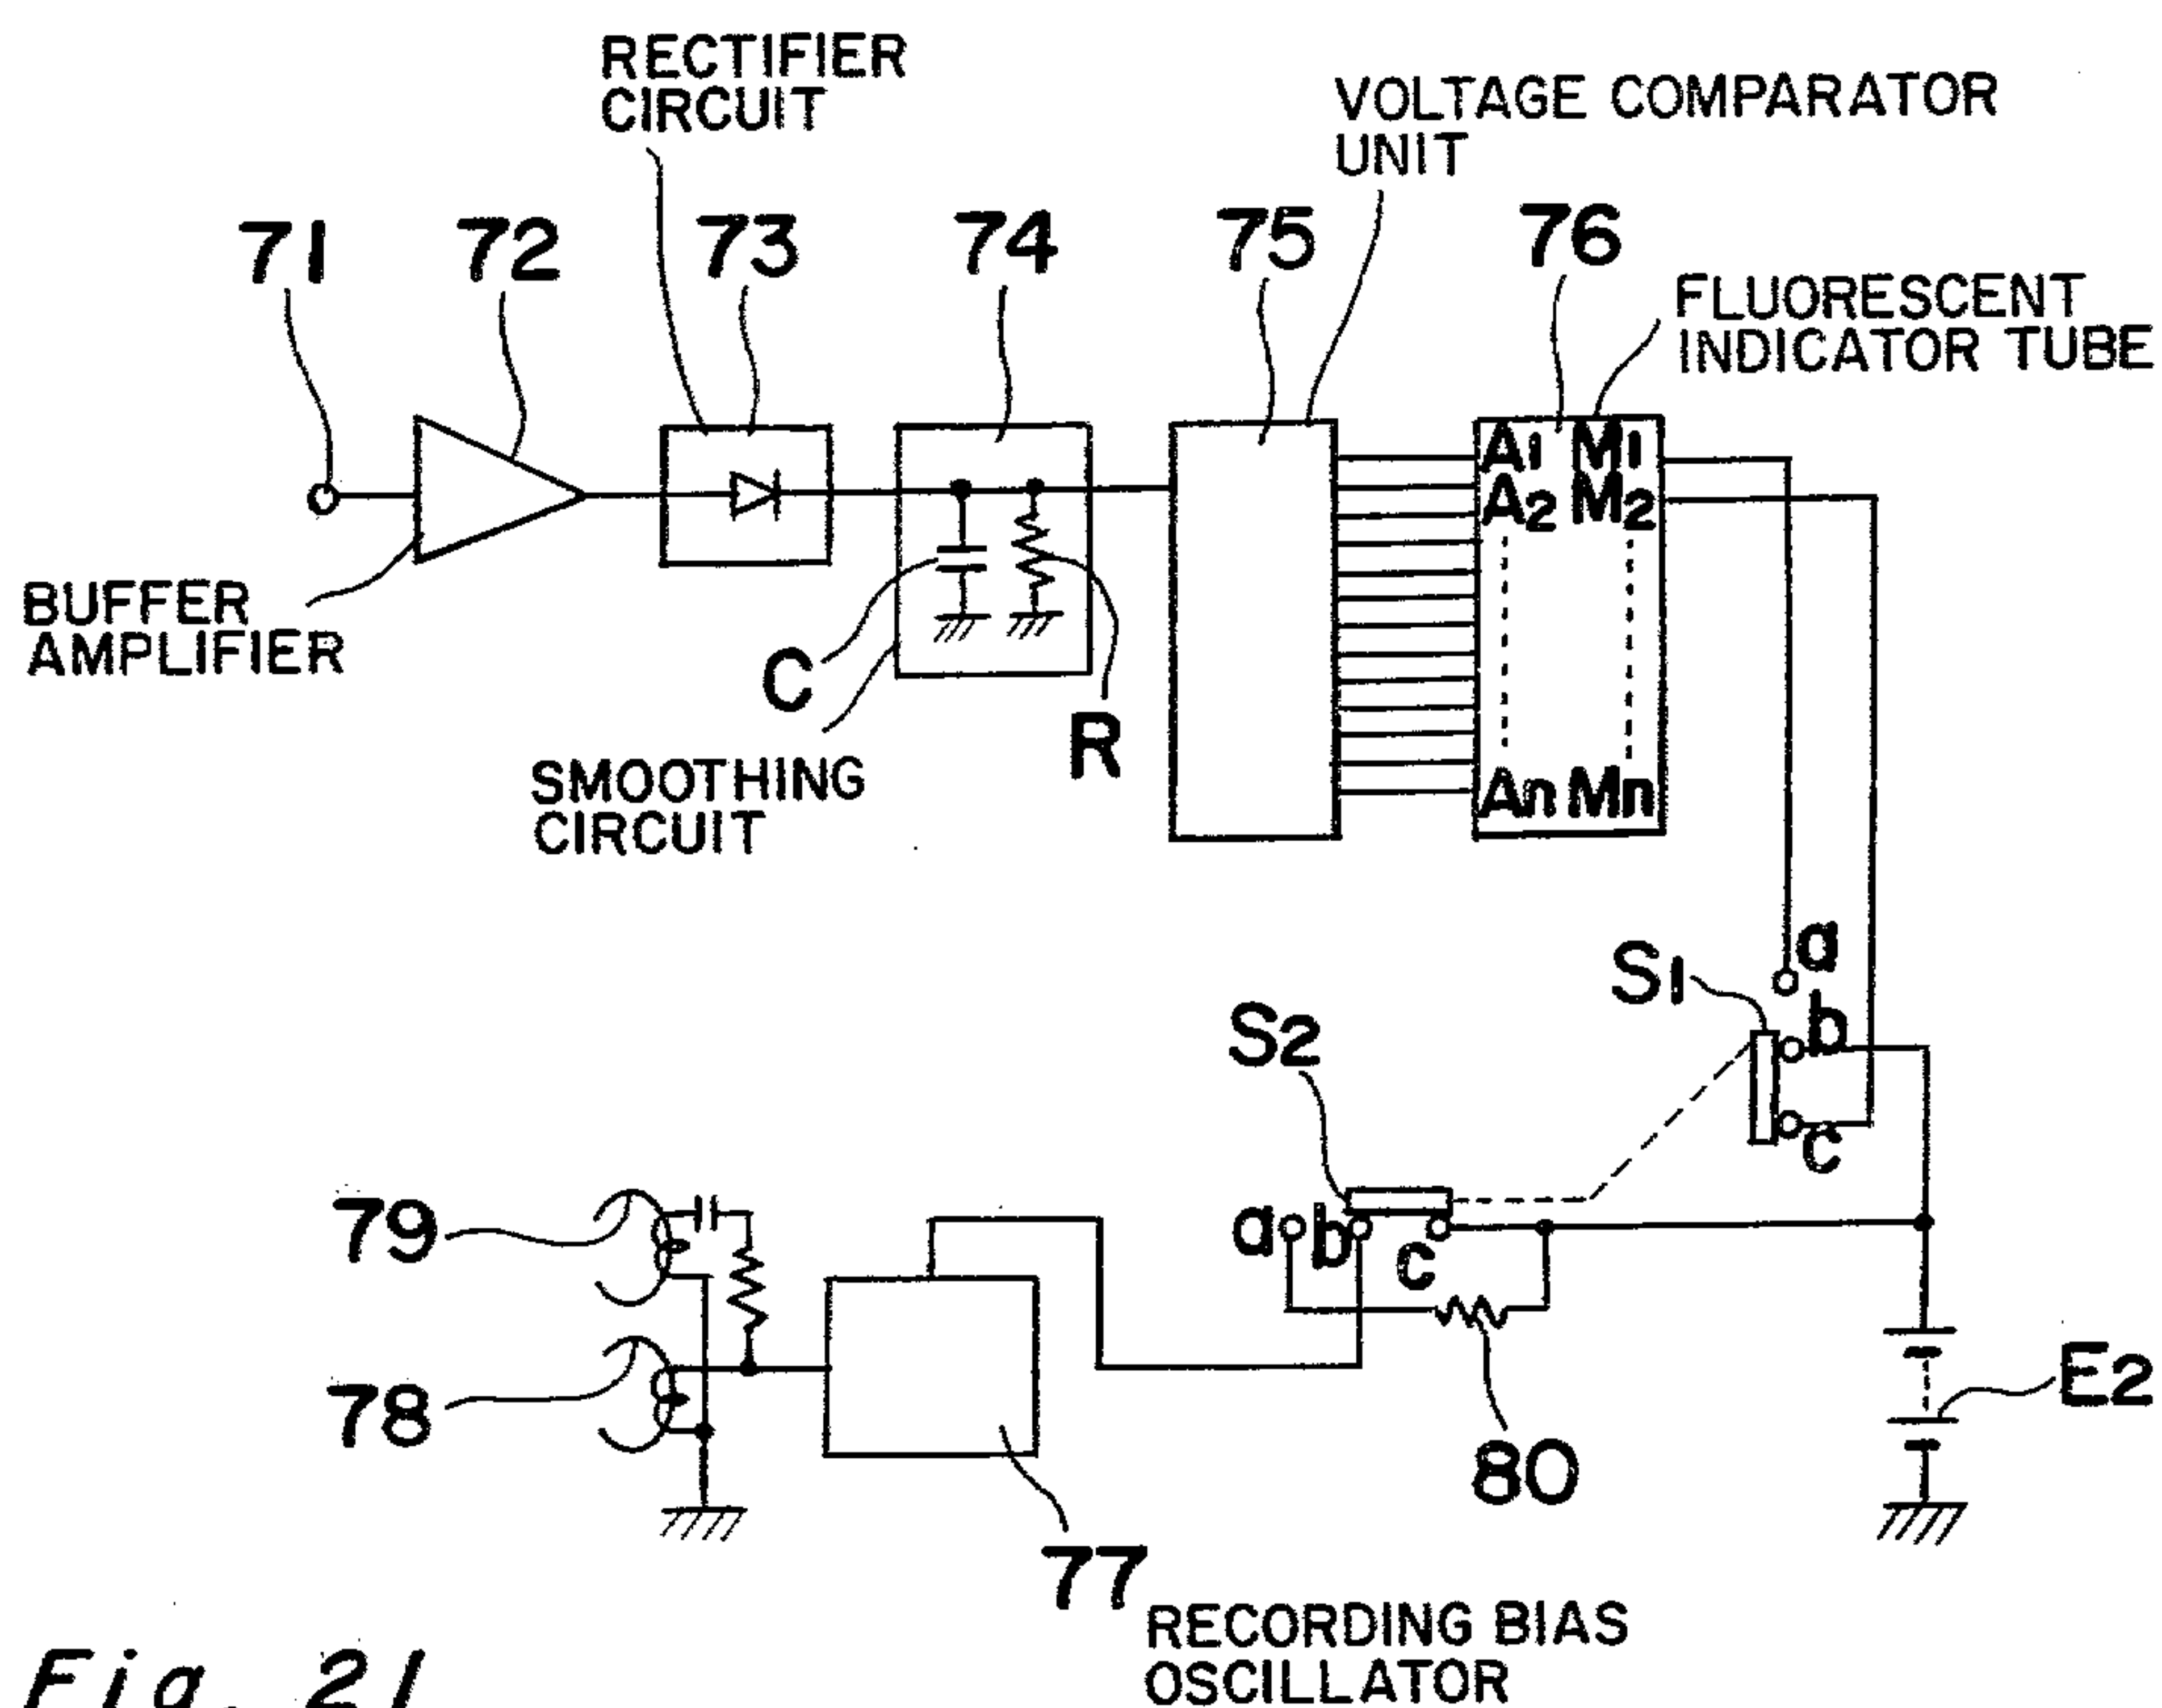 RECTIFIER
CIRCUIT
VOLTAGE COMPARATOR
UNIT
71
72
73
74
75
76
FLUORESCENT
INDICATOR TUBE
A1 M1
A2 M2
An Mn
BUFFER
AMPLIFIER
C
R
SMOOTHING
CIRCUIT
S1
a
b
c
S2
a
b
c
79
78
77
80
E2
RECORDING BIAS
OSCILLATOR
Fig. 21